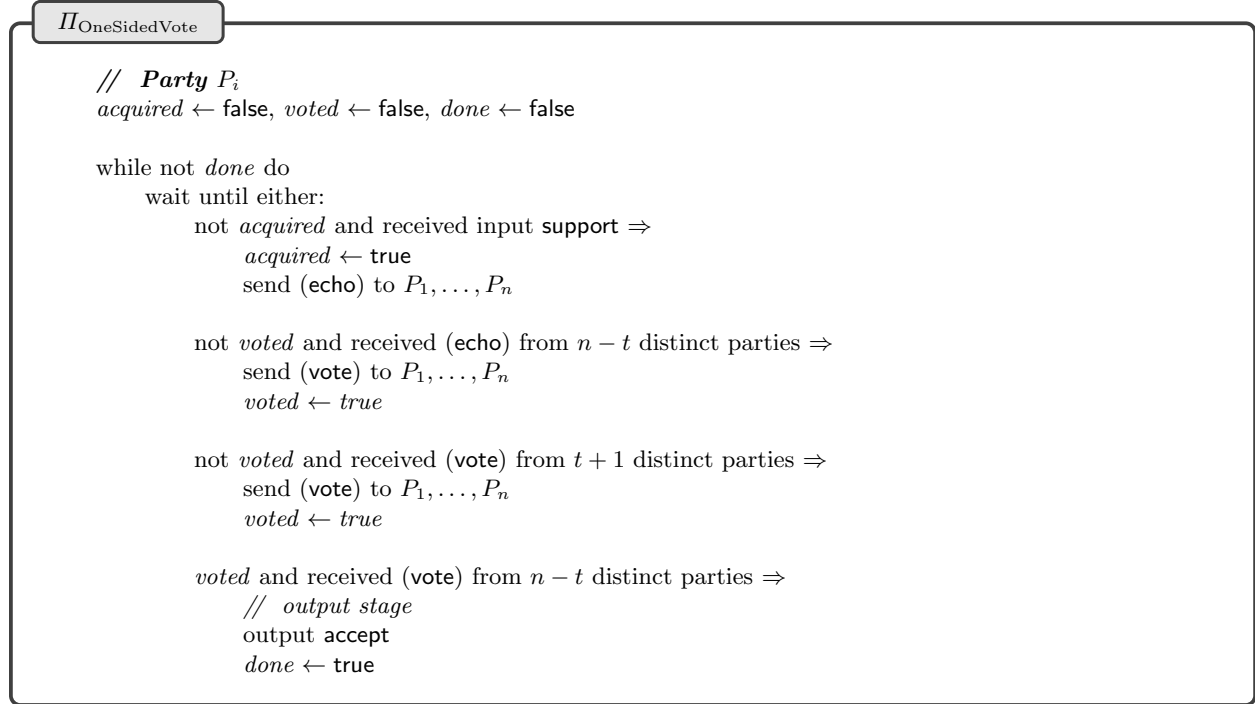 Π_OneSidedVote
// Party P_i
acquired ← false, voted ← false, done ← false
while not done do
wait until either:
not acquired and received input support ⇒
acquired ← true
send (echo) to P_1, . . . , P_n
not voted and received (echo) from n − t distinct parties ⇒
send (vote) to P_1, . . . , P_n
voted ← true
not voted and received (vote) from t + 1 distinct parties ⇒
send (vote) to P_1, . . . , P_n
voted ← true
voted and received (vote) from n − t distinct parties ⇒
// output stage
output accept
done ← true